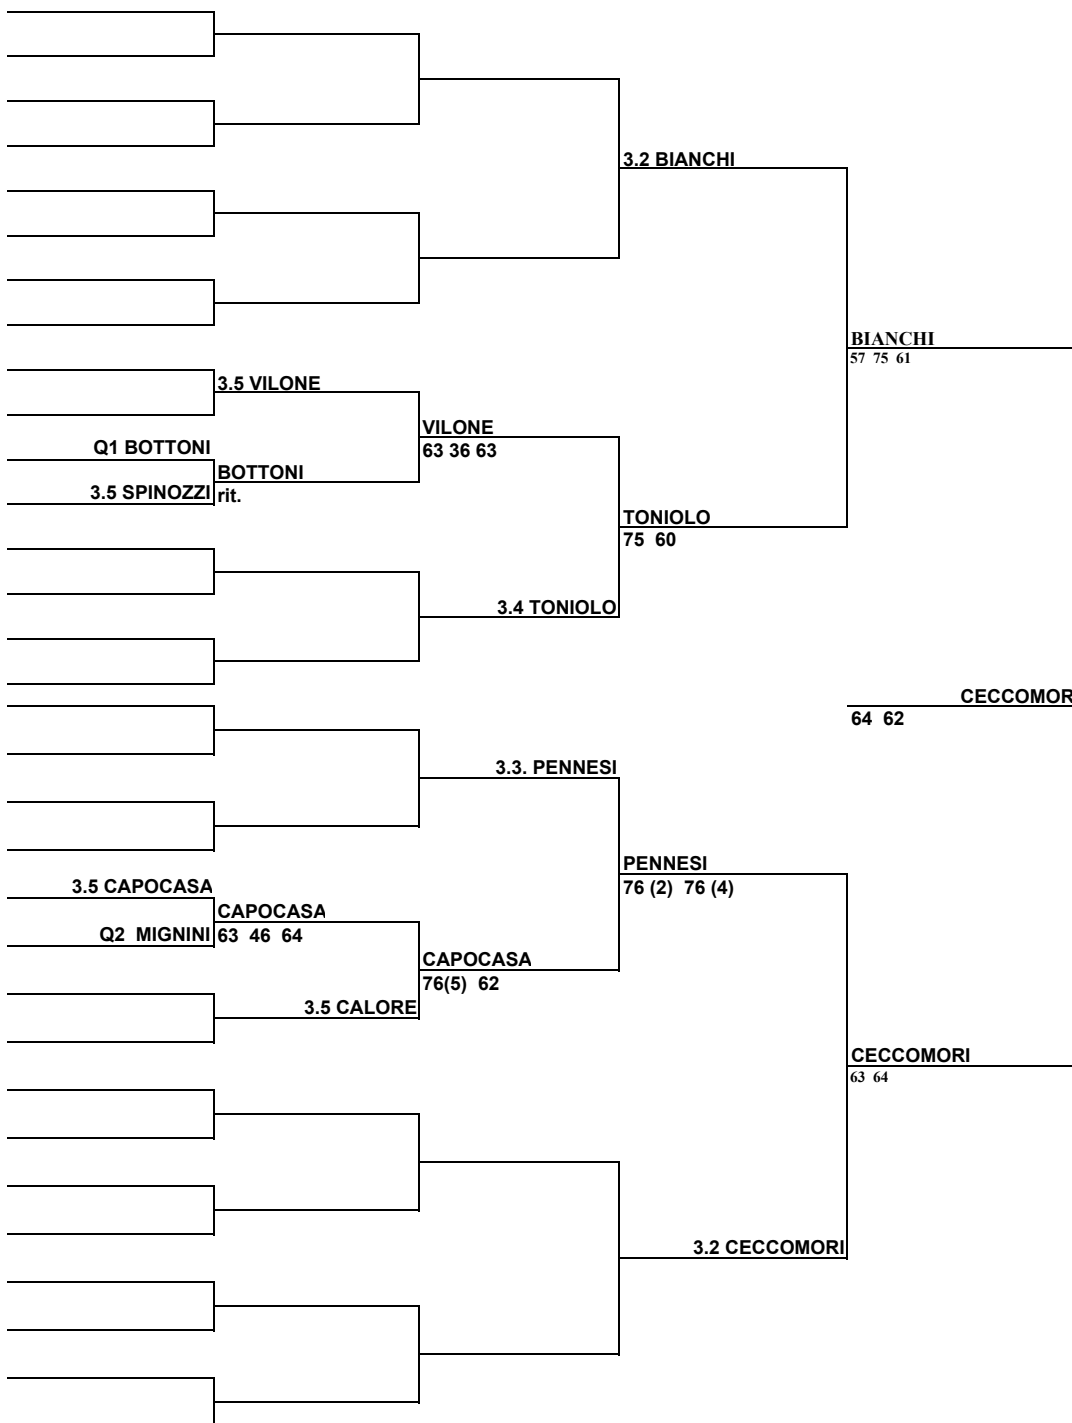 3.2 BIANCHI
BIANCHI
57 75 61
3.5 VILONE
VILONE
63 36 63
Q1 BOTTONI
BOTTONI
3.5 SPINOZZI
rit.
TONIOLO
75 60
3.4 TONIOLO
CECCOMOR
64 62
3.3. PENNESI
PENNESI
76 (2) 76 (4)
3.5 CAPOCASA
CAPOCASA
Q2 MIGNINI
63 46 64
CAPOCASA
76(5) 62
3.5 CALORE
CECCOMORI
63 64
3.2 CECCOMORI